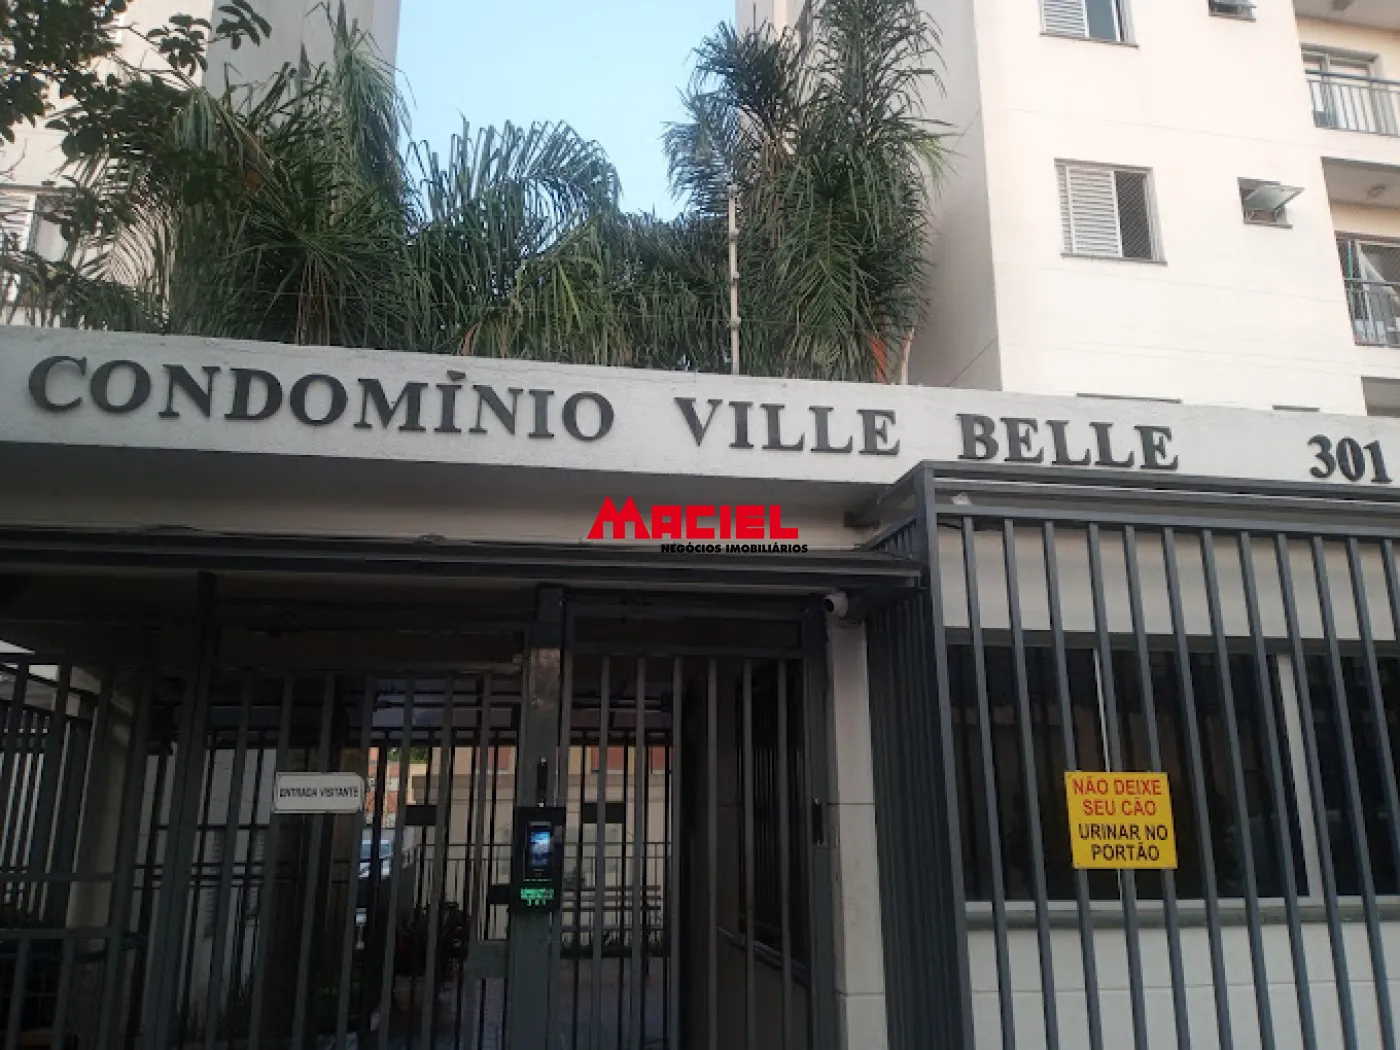 CONDOMÍNIO VILLE BELLE 301
MACIEL
NEGÓCIOS IMOBILIÁRIOS
ENTRADA VISITANTE
NÃO DEIXE
SEU CÃO
URINAR NO
PORTÃO